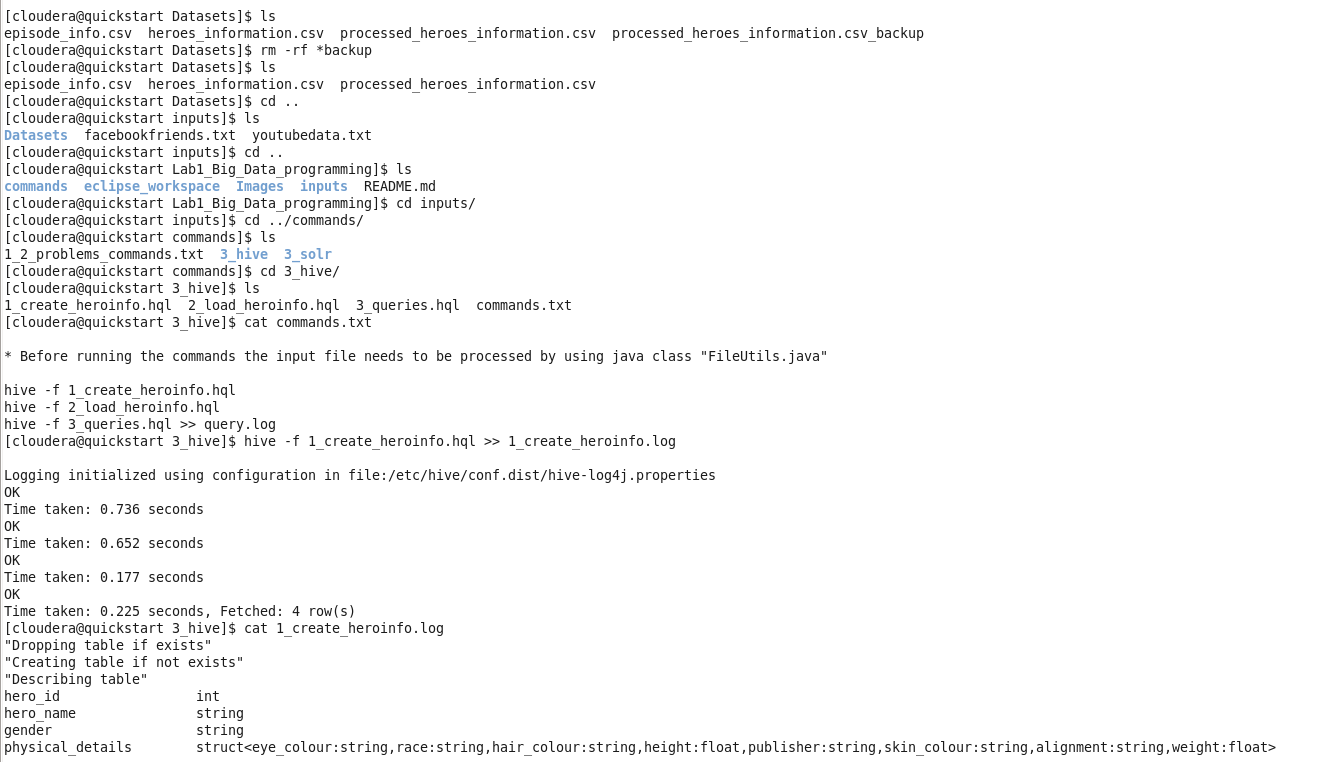 [cloudera@quickstart Datasets]$ ls
episode_info.csv  heroes_information.csv  processed_heroes_information.csv  processed_heroes_information.csv_backup
[cloudera@quickstart Datasets]$ rm -rf *backup
[cloudera@quickstart Datasets]$ ls
episode_info.csv  heroes_information.csv  processed_heroes_information.csv
[cloudera@quickstart Datasets]$ cd ..
[cloudera@quickstart inputs]$ ls
Datasets  facebookfriends.txt  youtubedata.txt
[cloudera@quickstart inputs]$ cd ..
[cloudera@quickstart Lab1_Big_Data_programming]$ ls
commands  eclipse_workspace  Images  inputs  README.md
[cloudera@quickstart Lab1_Big_Data_programming]$ cd inputs/
[cloudera@quickstart inputs]$ cd ../commands/
[cloudera@quickstart commands]$ ls
1_2_problems_commands.txt  3_hive  3_solr
[cloudera@quickstart commands]$ cd 3_hive/
[cloudera@quickstart 3_hive]$ ls
1_create_heroinfo.hql  2_load_heroinfo.hql  3_queries.hql  commands.txt
[cloudera@quickstart 3_hive]$ cat commands.txt

* Before running the commands the input file needs to be processed by using java class "FileUtils.java"

hive -f 1_create_heroinfo.hql
hive -f 2_load_heroinfo.hql
hive -f 3_queries.hql >> query.log
[cloudera@quickstart 3_hive]$ hive -f 1_create_heroinfo.hql >> 1_create_heroinfo.log

Logging initialized using configuration in file:/etc/hive/conf.dist/hive-log4j.properties
OK
Time taken: 0.736 seconds
OK
Time taken: 0.652 seconds
OK
Time taken: 0.177 seconds
OK
Time taken: 0.225 seconds, Fetched: 4 row(s)
[cloudera@quickstart 3_hive]$ cat 1_create_heroinfo.log
"Dropping table if exists"
"Creating table if not exists"
"Describing table"
hero_id                 int
hero_name               string
gender                  string
physical_details        struct<eye_colour:string,race:string,hair_colour:string,height:float,publisher:string,skin_colour:string,alignment:string,weight:float>